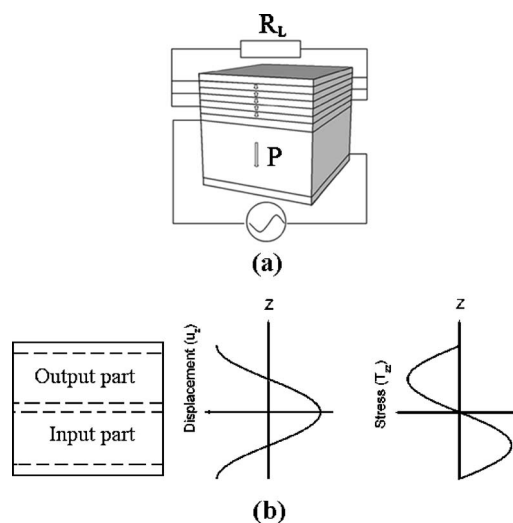 R_L
P
(a)
Z
Z
Output part
Input part
Displacement (u_z)
Stress (T_zz)
(b)